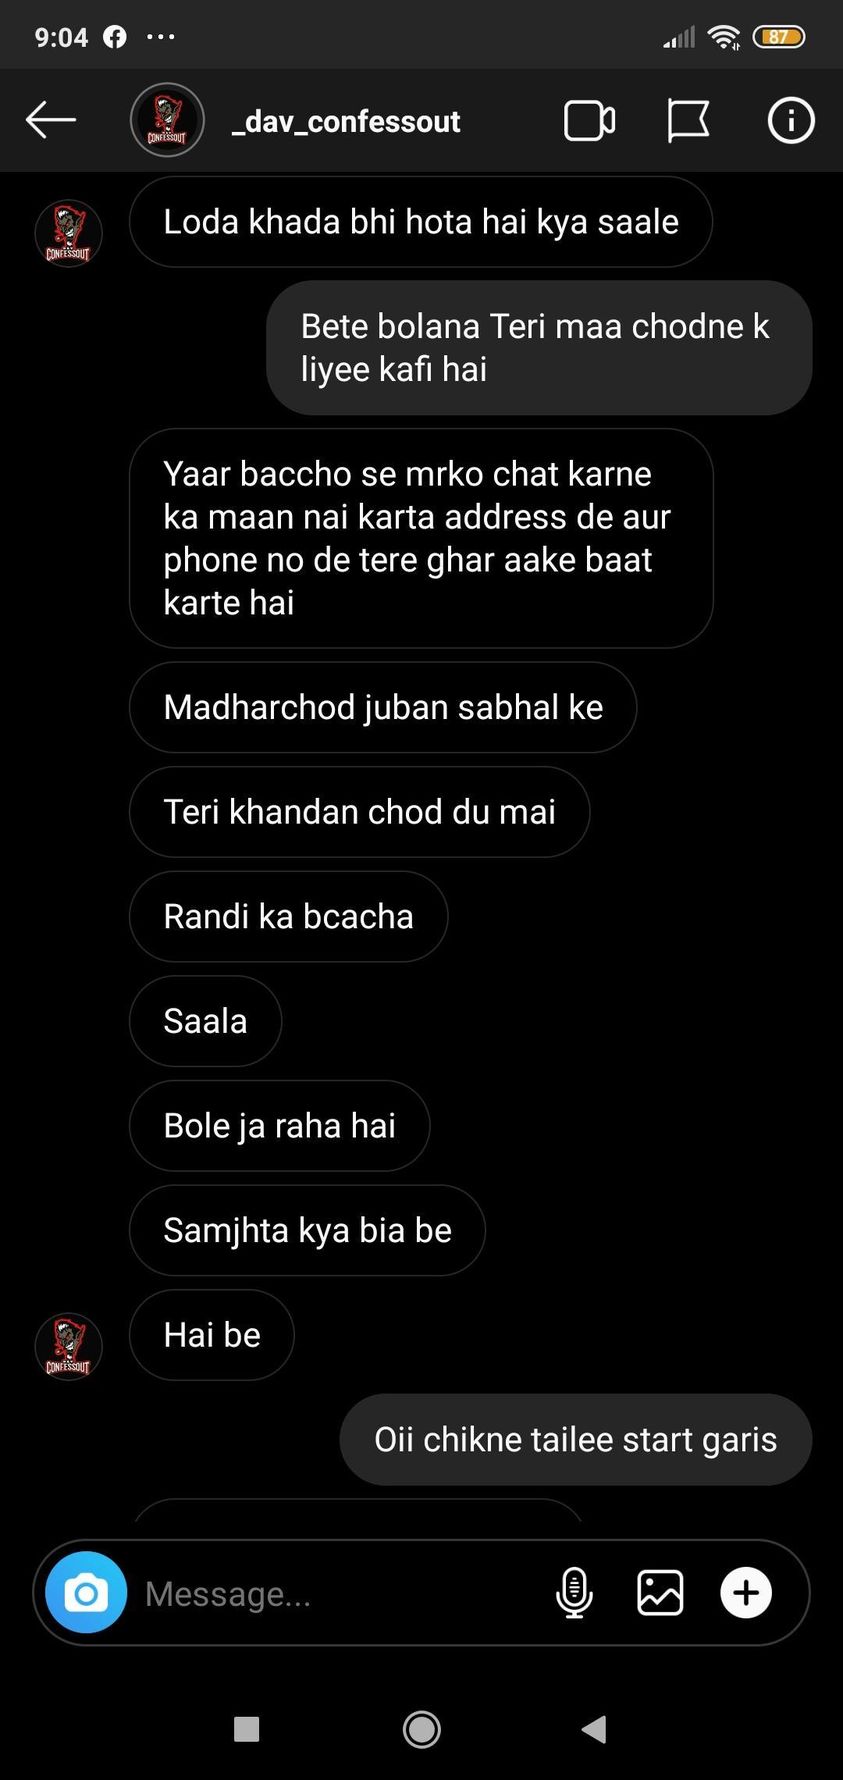 9:04
87
_dav_confessout
CONFESSOUT
Loda khada bhi hota hai kya saale
CONFESSOUT
Bete bolana Teri maa chodne k
liyee kafi hai
Yaar baccho se mrko chat karne
ka maan nai karta address de aur
phone no de tere ghar aake baat
karte hai
Madharchod juban sabhal ke
Teri khandan chod du mai
Randi ka bcacha
Saala
Bole ja raha hai
Samjhta kya bia be
Hai be
CONFESSOUT
Oii chikne tailee start garis
Message...